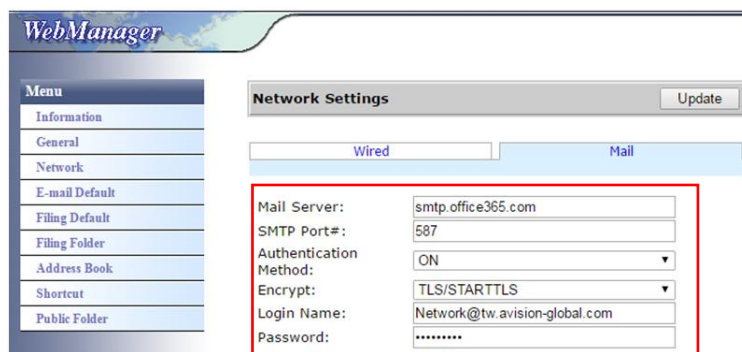 WebManager
Menu
Information
General
Network
E-mail Default
Filing Default
Filing Folder
Address Book
Shortcut
Public Folder
Network Settings
Update
Wired
Mail
Mail Server: smtp.office365.com
SMTP Port#: 587
Authentication
Method: ON
Encrypt: TLS/STARTTLS
Login Name: Network@tw.avision-global.com
Password: •••••••••